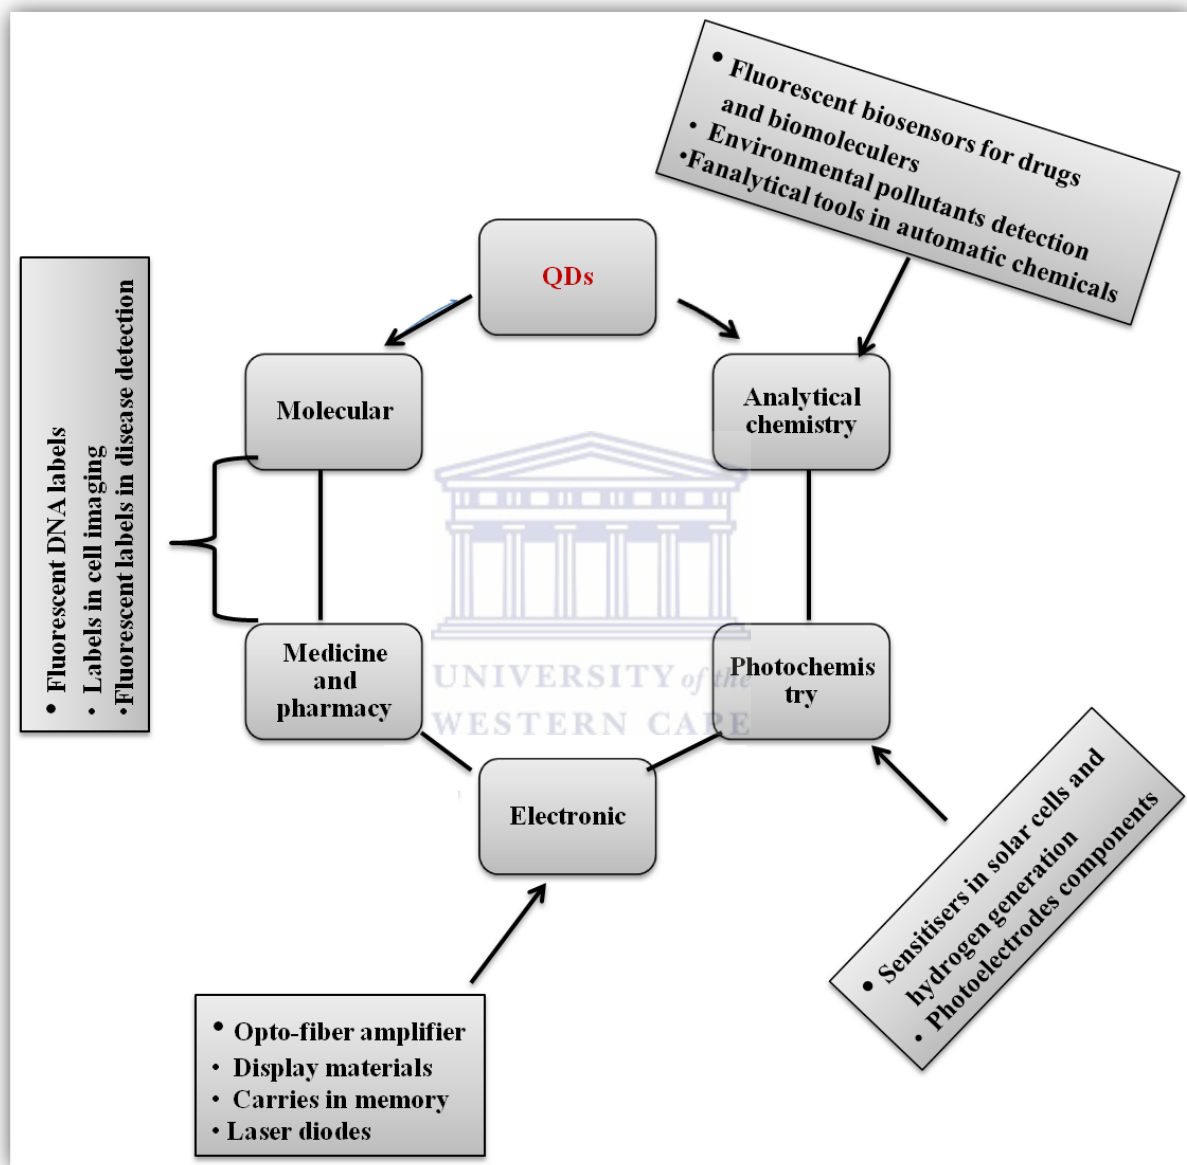 • Fluorescent biosensors for drugs
and biomoleculers
• Environmental pollutants detection
•Fanalytical tools in automatic chemicals
QDs
Molecular
Analytical
chemistry
• Fluorescent DNA labels
• Labels in cell imaging
•Fluorescent labels in disease detection
Medicine
and
pharmacy
Photochemis
try
UNIVERSITY of the
WESTERN CAPE
Electronic
• Sensitisers in solar cells and
hydrogen generation
• Photoelectrodes components
• Opto-fiber amplifier
• Display materials
• Carries in memory
• Laser diodes